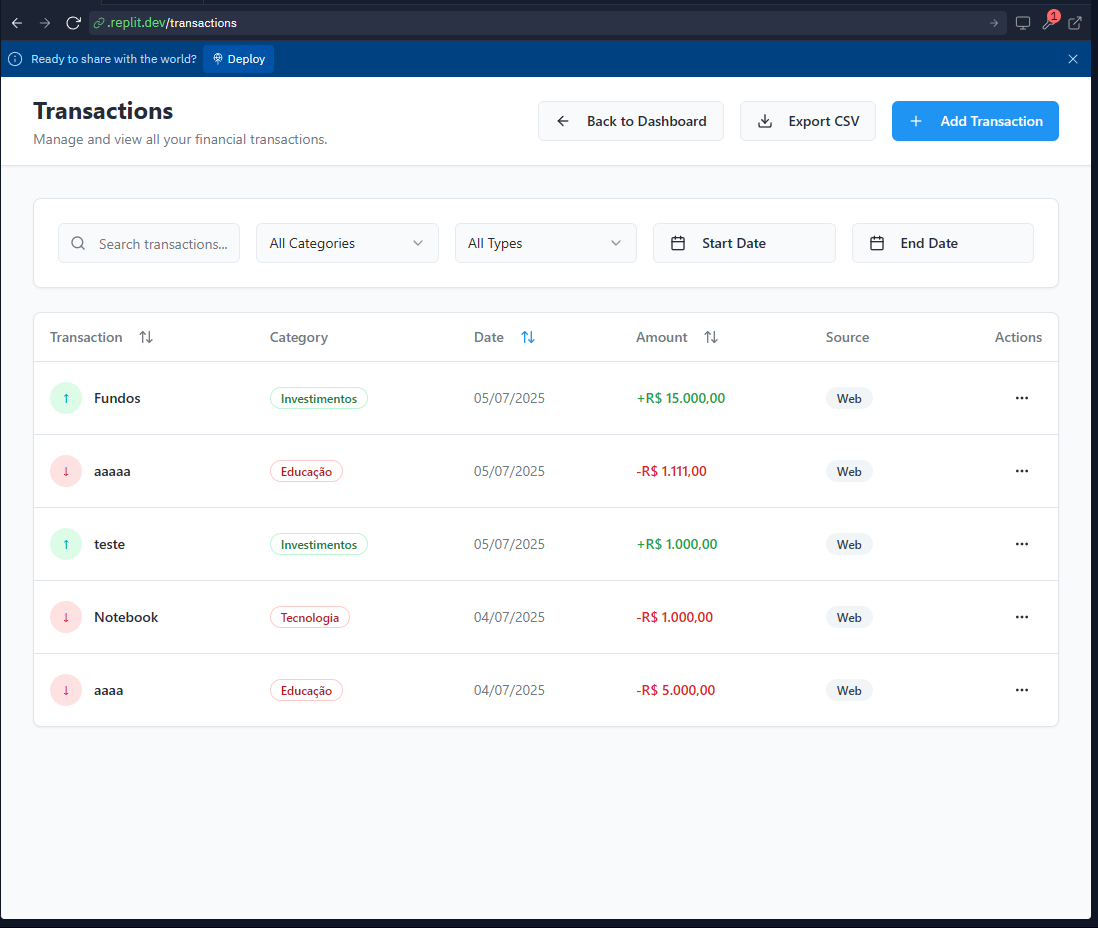 .replit.dev/transactions
1
Ready to share with the world? Deploy
Transactions
Manage and view all your financial transactions.
Back to Dashboard
Export CSV
Add Transaction
Search transactions...
All Categories
All Types
Start Date
End Date
Transaction Category Date Amount Source Actions
Fundos Investimentos 05/07/2025 +R$ 15.000,00 Web
aaaaa Educação 05/07/2025 -R$ 1.111,00 Web
teste Investimentos 05/07/2025 +R$ 1.000,00 Web
Notebook Tecnologia 04/07/2025 -R$ 1.000,00 Web
aaaa Educação 04/07/2025 -R$ 5.000,00 Web